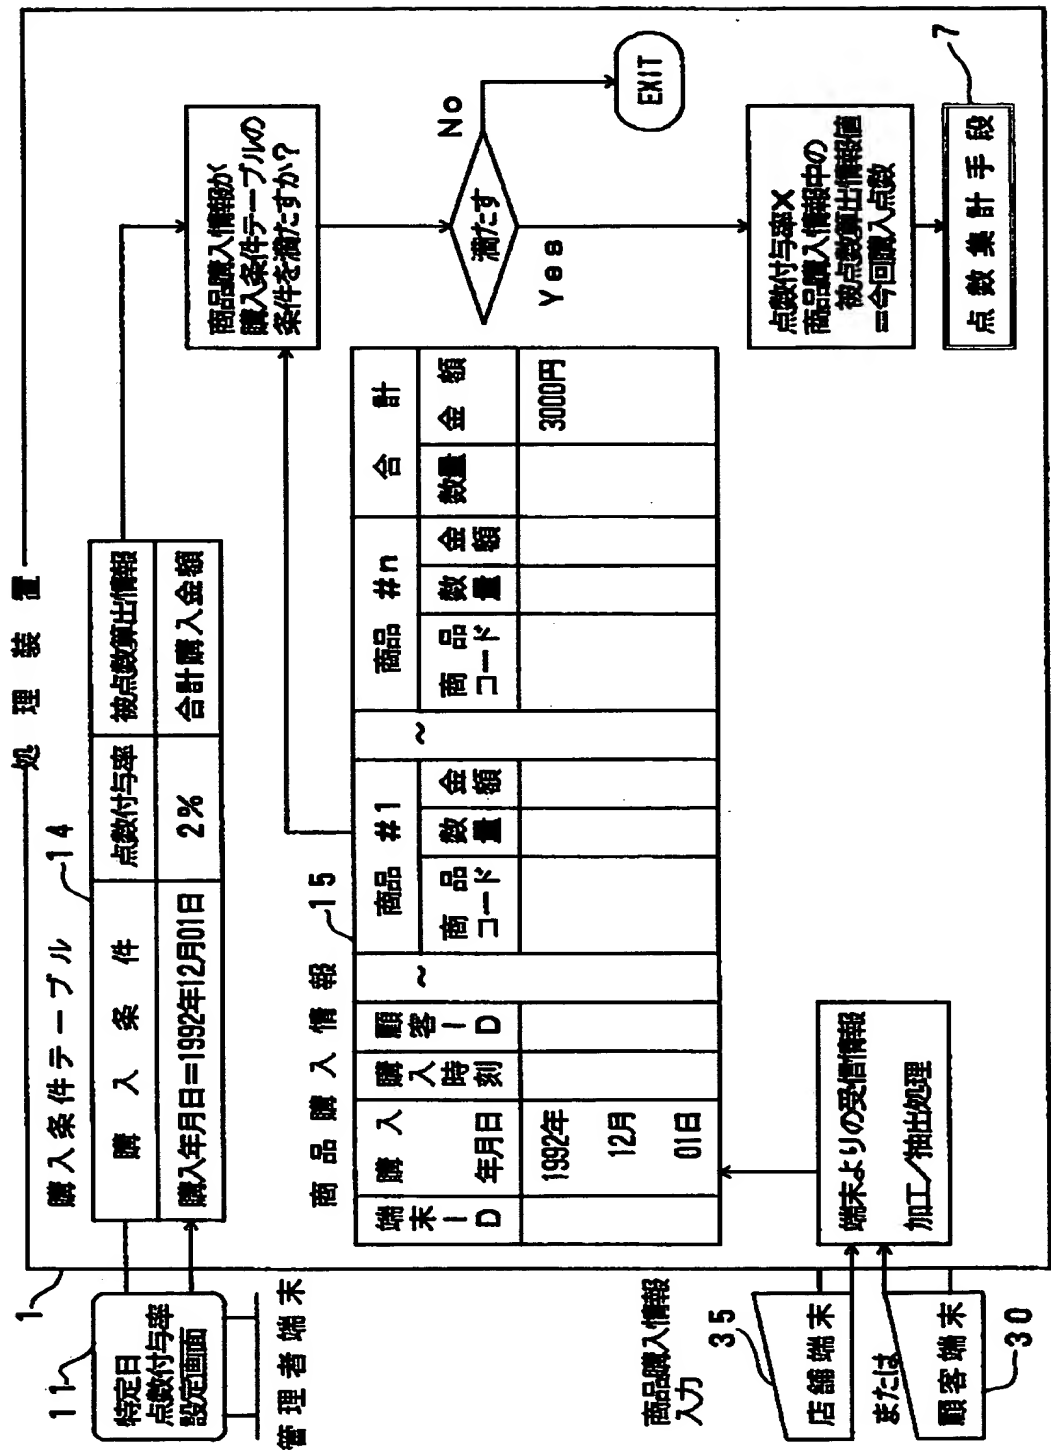 処理装置
1
11
特定日
点数付与率
設定画面
管理者端末
購入条件テーブル
14
購入条件
点数付与率
被点数算出情報
購入年月日=1992年12月01日
2%
合計購入金額
商品購入情報
15
端末ID
購入
年月日
購入時刻
顧客ID
~
商品 #1
商品
コード
数量
金額
~
商品 #n
商品
コード
数量
金額
合計
数量
金額
1992年
12月
01日
3000円
商品購入情報が
購入条件テーブルの
条件を満たすか?
満たす
No
EXIT
Yes
点数付与率×
商品購入情報中の
被点数算出情報値
=今回購入点数
7
点数集計手段
商品購入情報
入力
35
店舗端末
または
顧客端末
30
端末よりの受信情報
加工/抽出処理